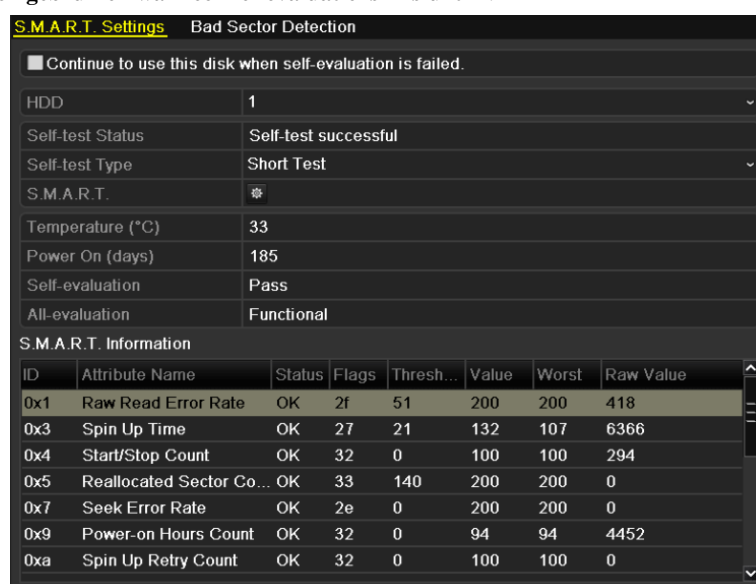 S.M.A.R.T. Settings Bad Sector Detection
Continue to use this disk when self-evaluation is failed.
HDD 1
Self-test Status Self-test successful
Self-test Type Short Test
S.M.A.R.T.
Temperature (°C) 33
Power On (days) 185
Self-evaluation Pass
All-evaluation Functional
S.M.A.R.T. Information
ID Attribute Name Status Flags Thresh... Value Worst Raw Value
0x1 Raw Read Error Rate OK 2f 51 200 200 418
0x3 Spin Up Time OK 27 21 132 107 6366
0x4 Start/Stop Count OK 32 0 100 100 294
0x5 Reallocated Sector Co... OK 33 140 200 200 0
0x7 Seek Error Rate OK 2e 0 200 200 0
0x9 Power-on Hours Count OK 32 0 94 94 4452
0xa Spin Up Retry Count OK 32 0 100 100 0